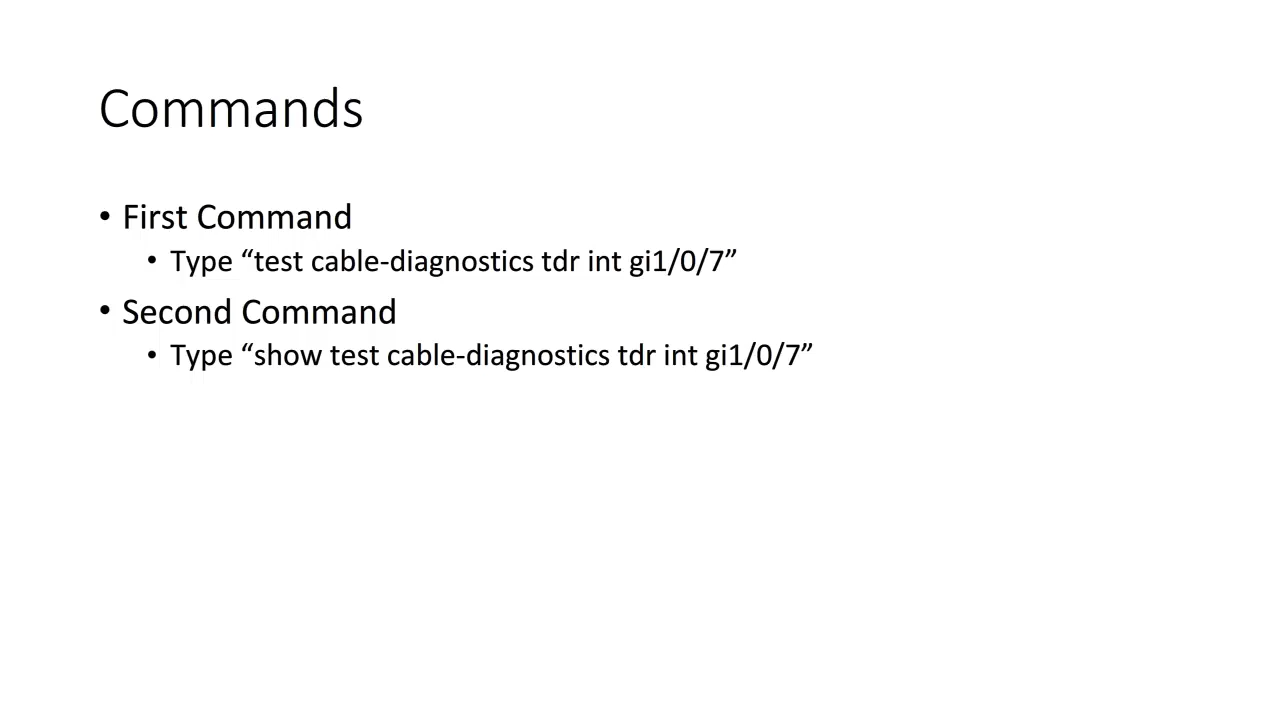 Commands
• First Command
• Type “test cable-diagnostics tdr int gi1/0/7”
• Second Command
• Type “show test cable-diagnostics tdr int gi1/0/7”